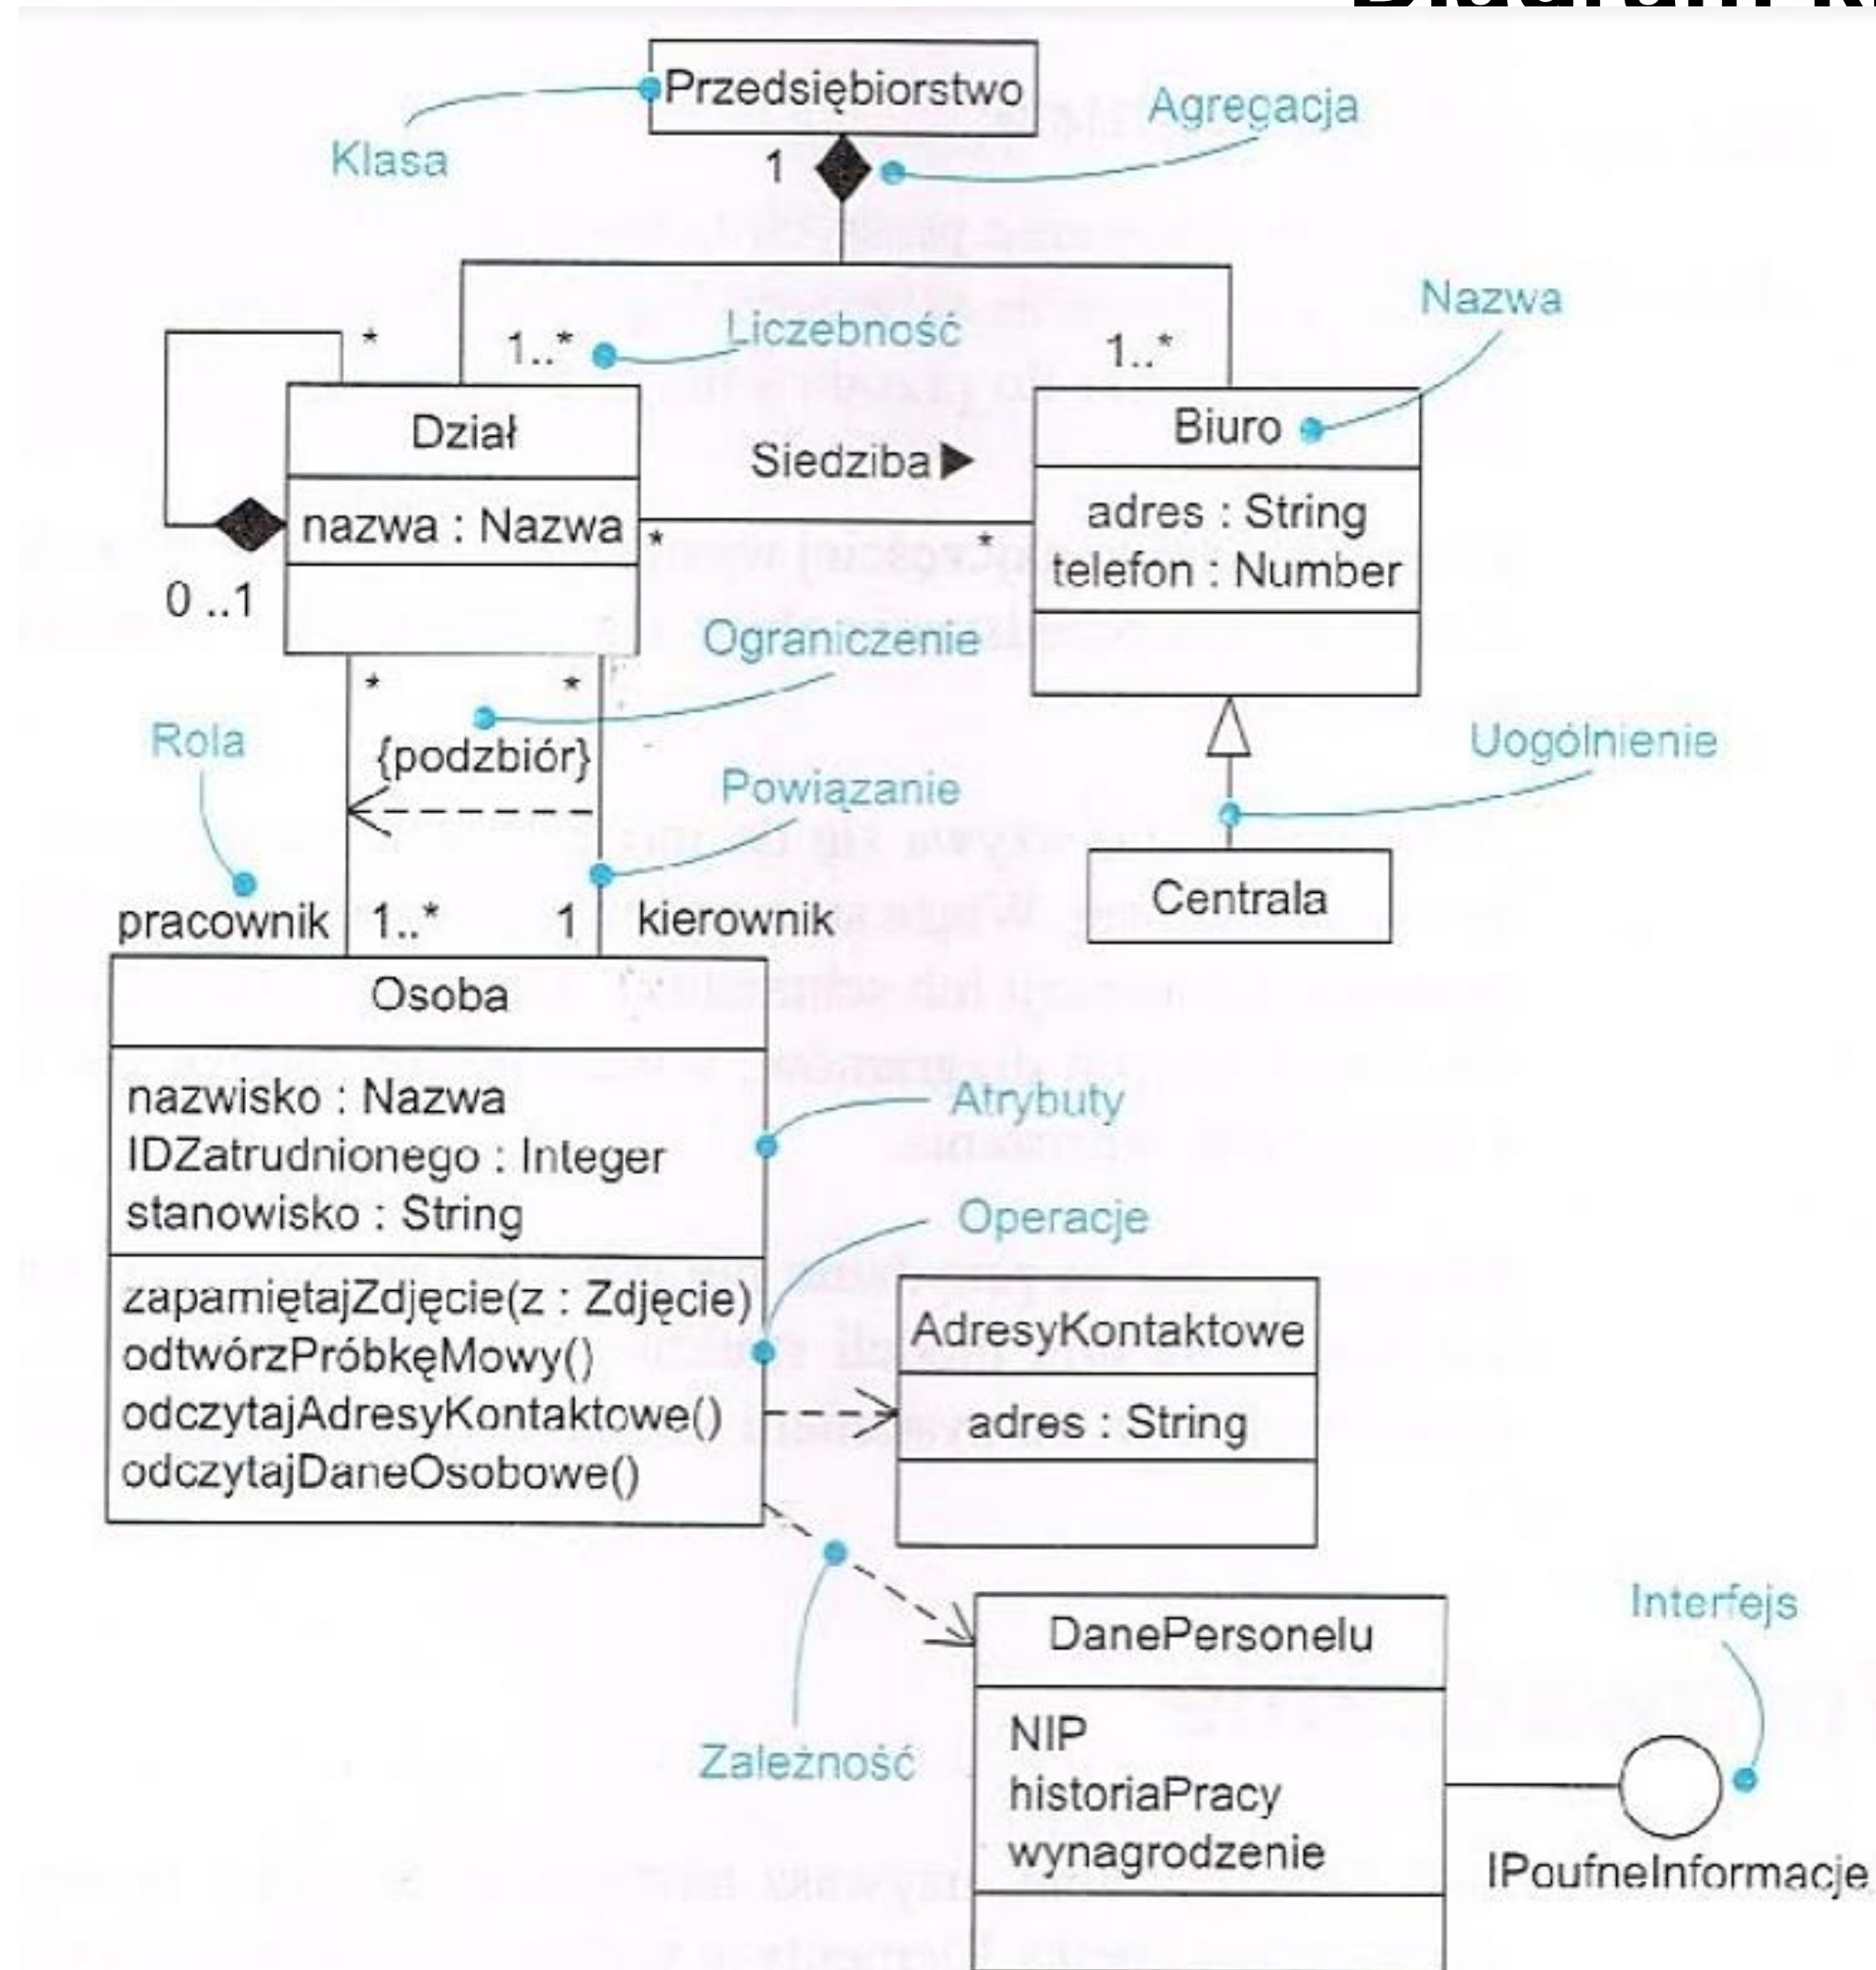 Przedsiębiorstwo
Agregacja
Klasa
1
Nazwa
*
1..*
Liczebność
1..*
Dział
Siedziba
Biuro
nazwa : Nazwa
*
*
adres : String
telefon : Number
0 ..1
Ograniczenie
*
*
Rola
{podzbiór}
Uogólnienie
Powiązanie
pracownik
1..*
1
kierownik
Centrala
Osoba
nazwisko : Nazwa
IDZatrudnionego : Integer
stanowisko : String
Atrybuty
Operacje
zapamiętajZdjęcie(z : Zdjęcie)
odtwórzPróbkęMowy()
odczytajAdresyKontaktowe()
odczytajDaneOsobowe()
AdresyKontaktowe
adres : String
Interfejs
DanePersonelu
Zależność
NIP
historiaPracy
wynagrodzenie
IPoufneInformacje